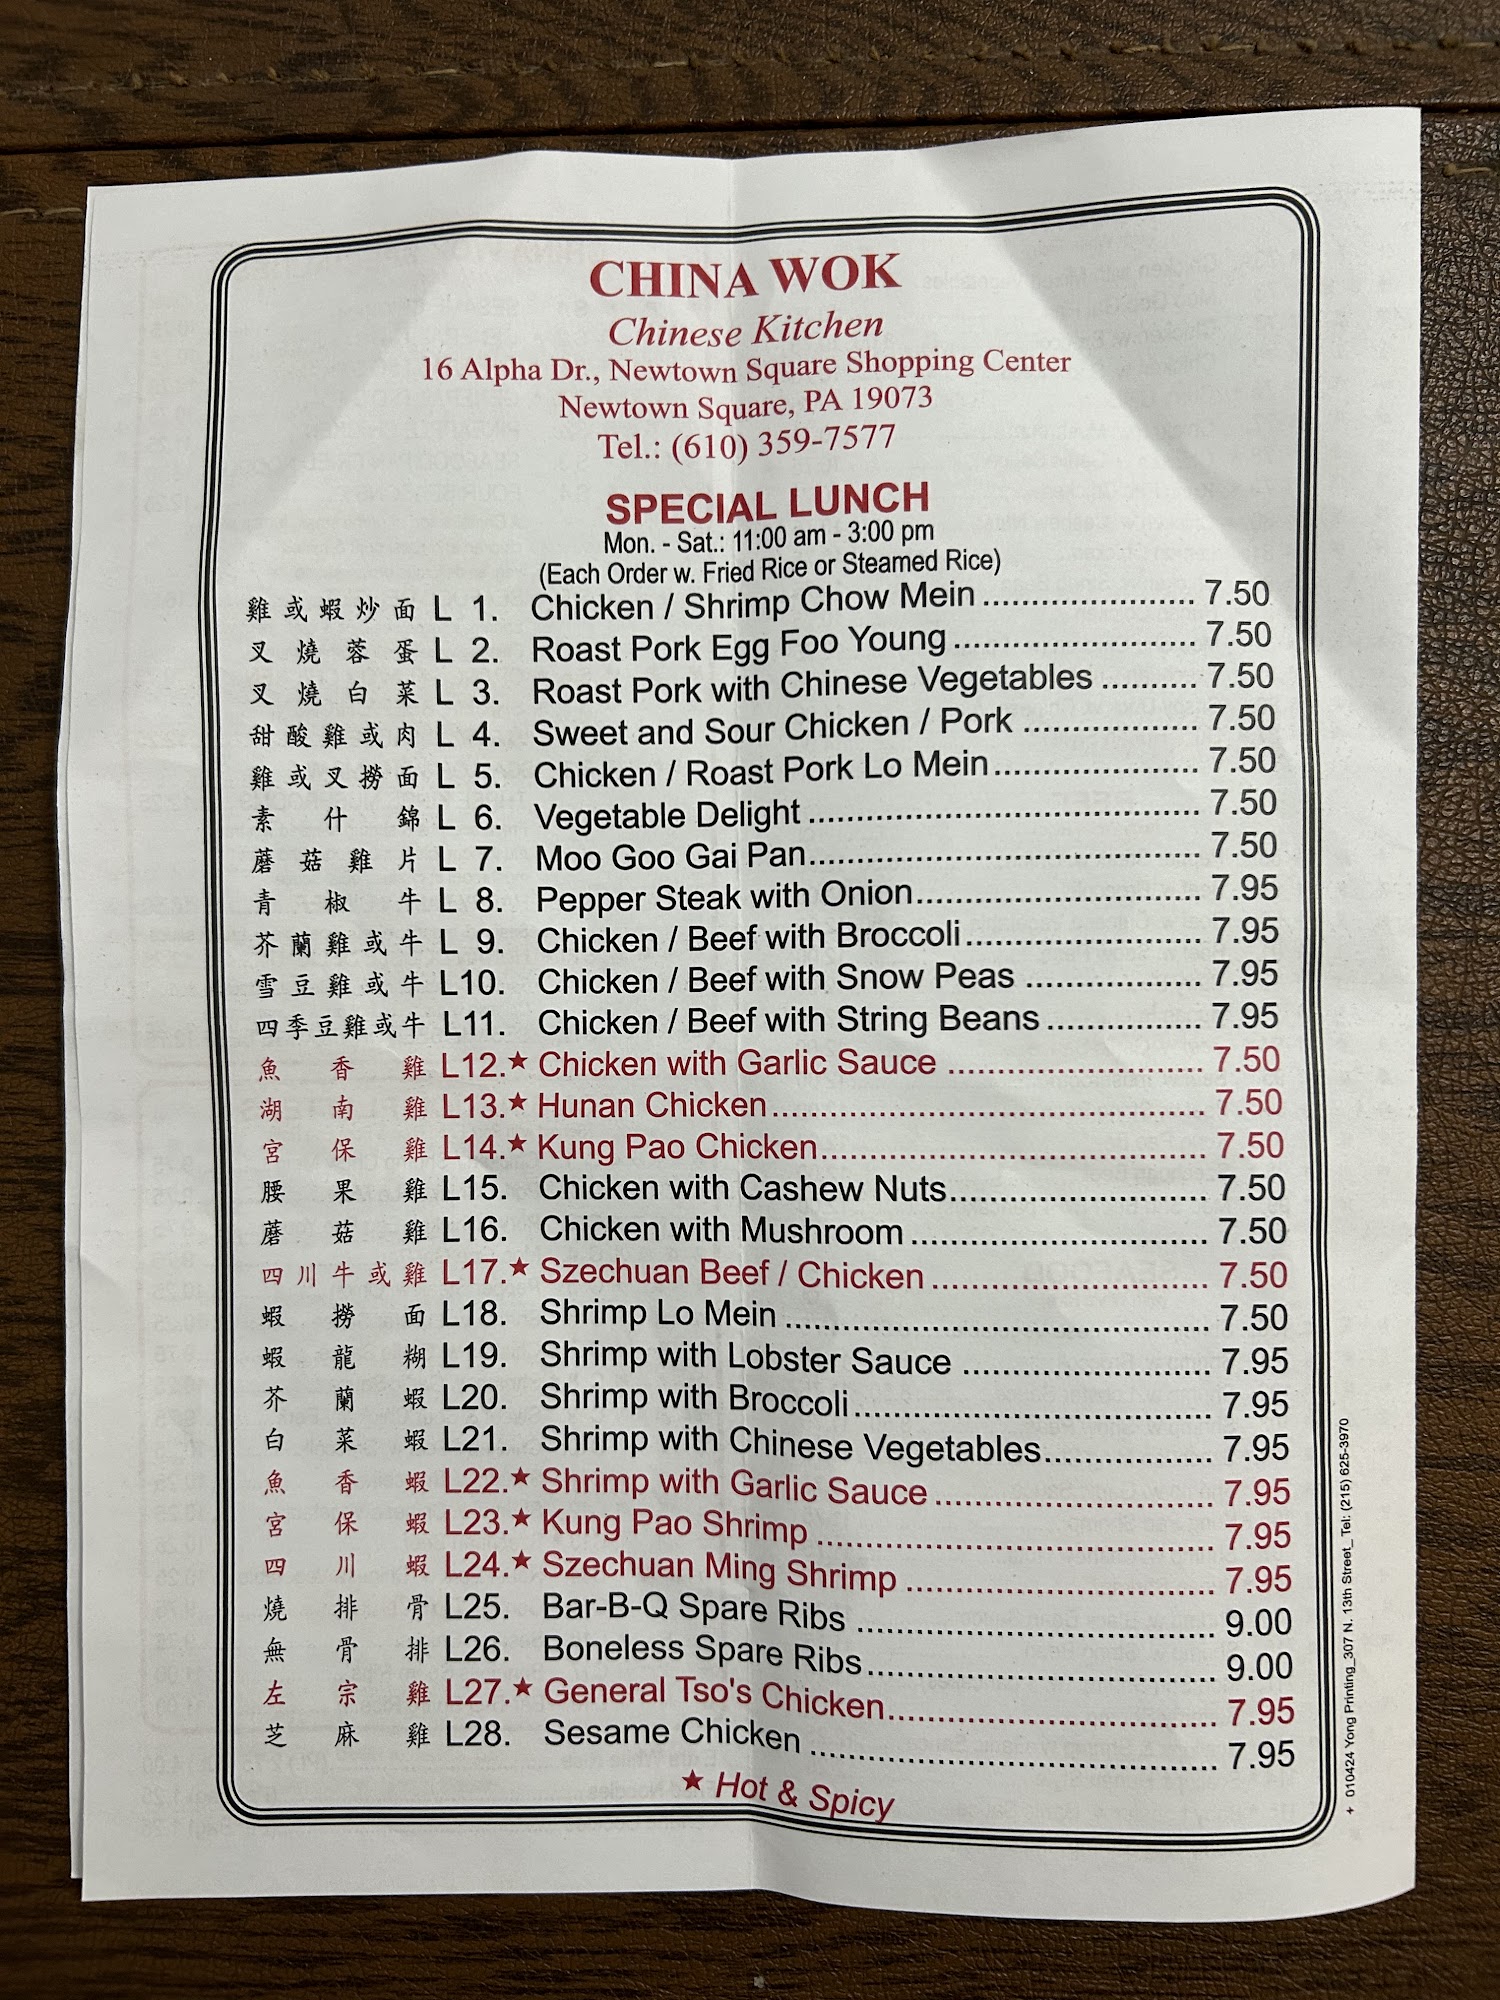 CHINA WOK
Chinese Kitchen
16 Alpha Dr., Newtown Square Shopping Center
Newtown Square, PA 19073
Tel.: (610) 359-7577
SPECIAL LUNCH
Mon. - Sat.: 11:00 am - 3:00 pm
(Each Order w. Fried Rice or Steamed Rice)
雞或蝦炒面 L 1. Chicken / Shrimp Chow Mein ..................... 7.50
叉燒蓉蛋 L 2. Roast Pork Egg Foo Young ........................ 7.50
叉燒白菜 L 3. Roast Pork with Chinese Vegetables .......... 7.50
甜酸雞或肉 L 4. Sweet and Sour Chicken / Pork ................. 7.50
雞或叉撈面 L 5. Chicken / Roast Pork Lo Mein.................... 7.50
素什錦 L 6. Vegetable Delight ....................................... 7.50
蘑菇雞片 L 7. Moo Goo Gai Pan....................................... 7.50
青椒牛 L 8. Pepper Steak with Onion............................ 7.95
芥蘭雞或牛 L 9. Chicken / Beef with Broccoli....................... 7.95
雪豆雞或牛 L10. Chicken / Beef with Snow Peas ................. 7.95
四季豆雞或牛 L11. Chicken / Beef with String Beans ............... 7.95
魚香雞 L12.★ Chicken with Garlic Sauce ......................... 7.50
湖南雞 L13.★ Hunan Chicken........................................... 7.50
宮保雞 L14.★ Kung Pao Chicken...................................... 7.50
腰果雞 L15. Chicken with Cashew Nuts......................... 7.50
蘑菇雞 L16. Chicken with Mushroom ............................. 7.50
四川牛或雞 L17.★ Szechuan Beef / Chicken ........................... 7.50
蝦撈面 L18. Shrimp Lo Mein .......................................... 7.50
蝦龍糊 L19. Shrimp with Lobster Sauce ........................ 7.95
芥蘭蝦 L20. Shrimp with Broccoli................................... 7.95
白菜蝦 L21. Shrimp with Chinese Vegetables................ 7.95
魚香蝦 L22.★ Shrimp with Garlic Sauce ........................... 7.95
宮保蝦 L23.★ Kung Pao Shrimp ....................................... 7.95
四川蝦 L24.★ Szechuan Ming Shrimp .............................. 7.95
燒排骨 L25. Bar-B-Q Spare Ribs ................................... 9.00
無骨排 L26. Boneless Spare Ribs.................................. 9.00
左宗雞 L27.★ General Tso's Chicken................................ 7.95
芝麻雞 L28. Sesame Chicken ........................................ 7.95
★ Hot & Spicy
+ 010424 Yong Printing_307 N. 13th Street_ Tel: (215) 625-3970